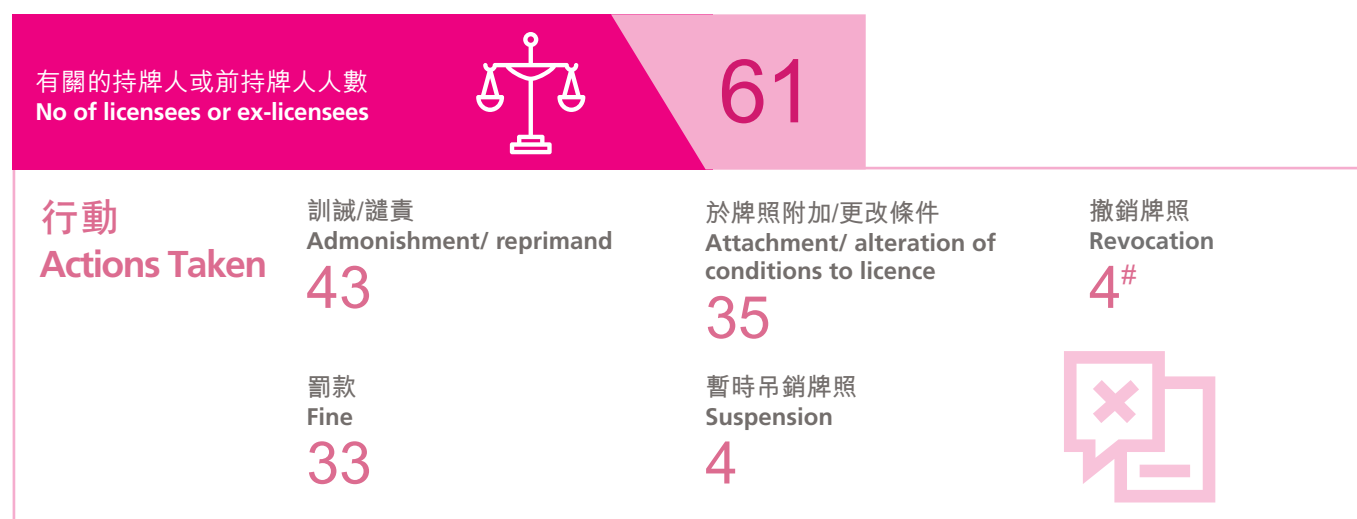 有關的持牌人或前持牌人人數
No of licensees or ex-licensees
61
行動
Actions Taken
訓誡/譴責
Admonishment/ reprimand
43
於牌照附加/更改條件
Attachment/ alteration of
conditions to licence
35
撤銷牌照
Revocation
4#
罰款
Fine
33
暫時吊銷牌照
Suspension
4